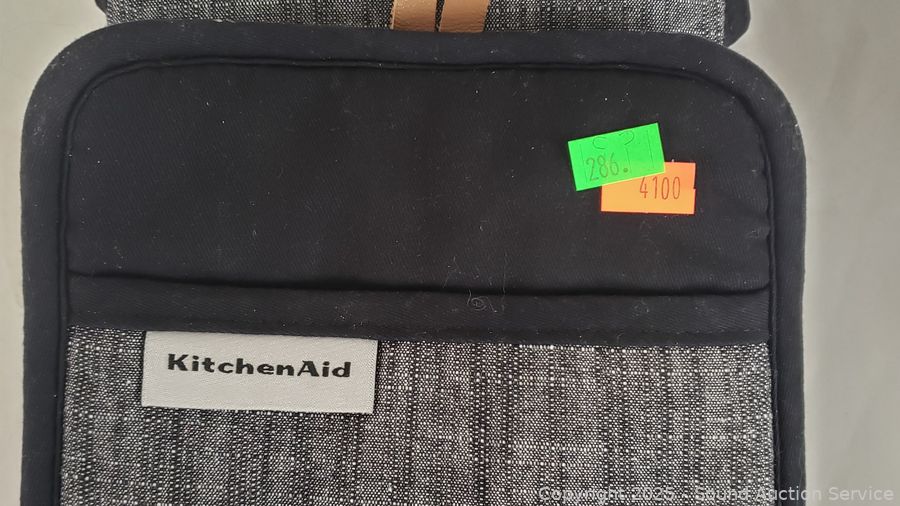 286.
4100
KitchenAid
Copyright 2025 - Sound Auction Service